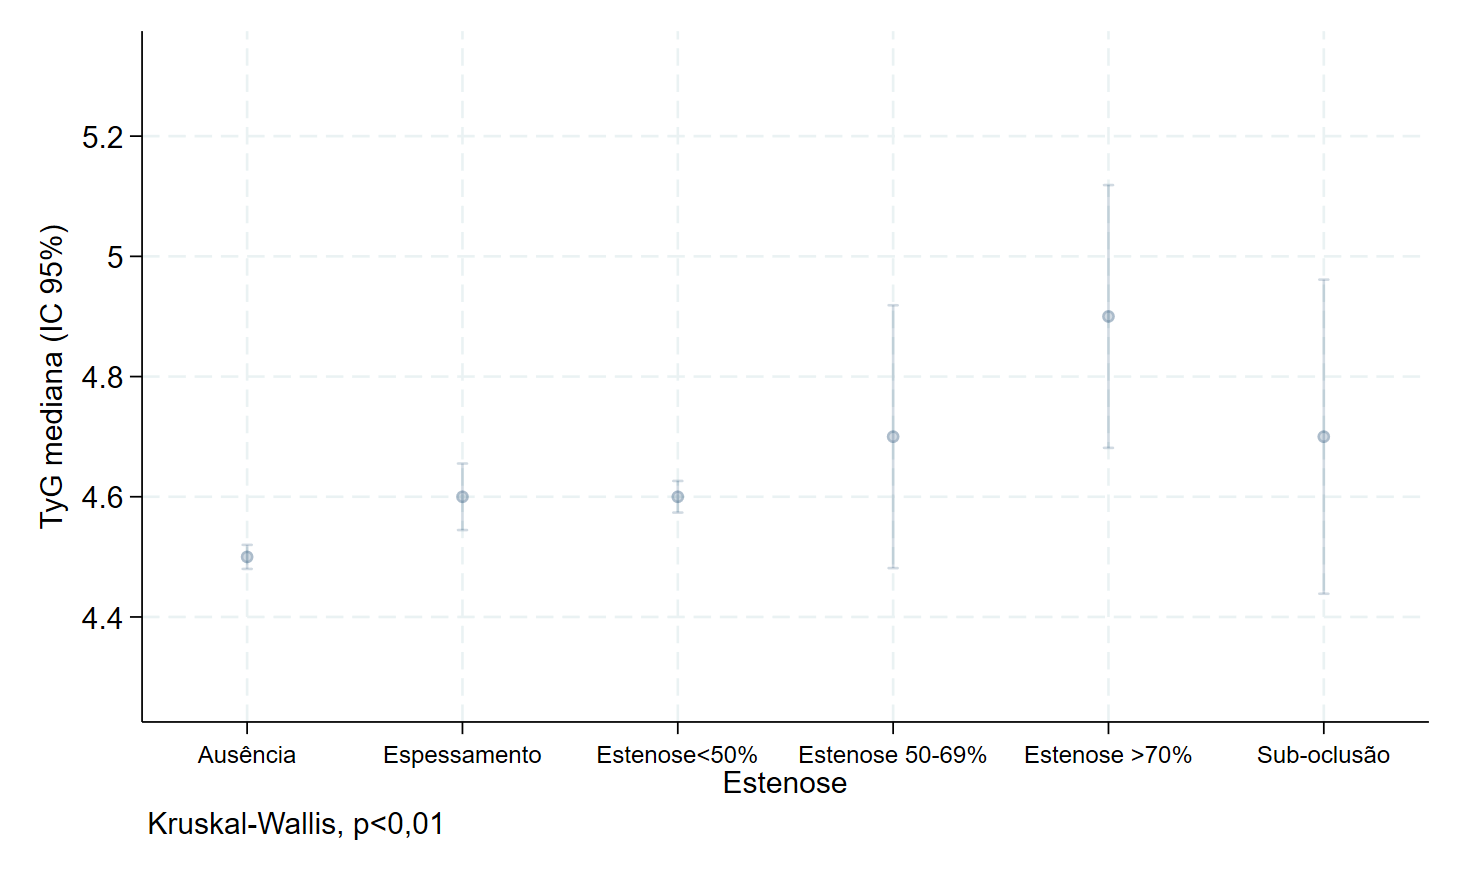 TyG mediana (IC 95%)
5.2
5
4.8
4.6
4.4
Ausência
Espessamento
Estenose<50%
Estenose 50-69%
Estenose >70%
Sub-oclusão
Estenose
Kruskal-Wallis, p<0,01